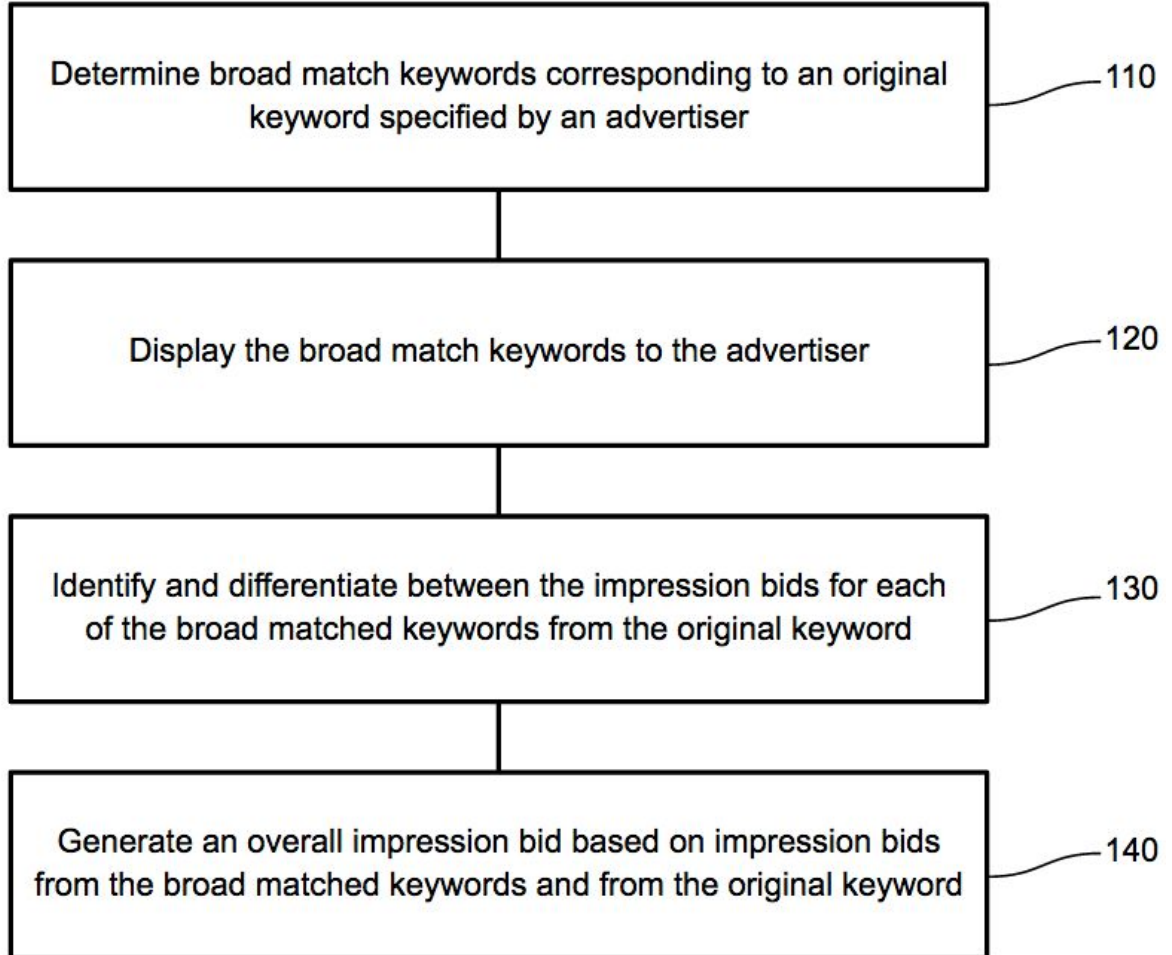 Determine broad match keywords corresponding to an original
keyword specified by an advertiser
110
Display the broad match keywords to the advertiser
120
Identify and differentiate between the impression bids for each
of the broad matched keywords from the original keyword
130
Generate an overall impression bid based on impression bids
from the broad matched keywords and from the original keyword
140